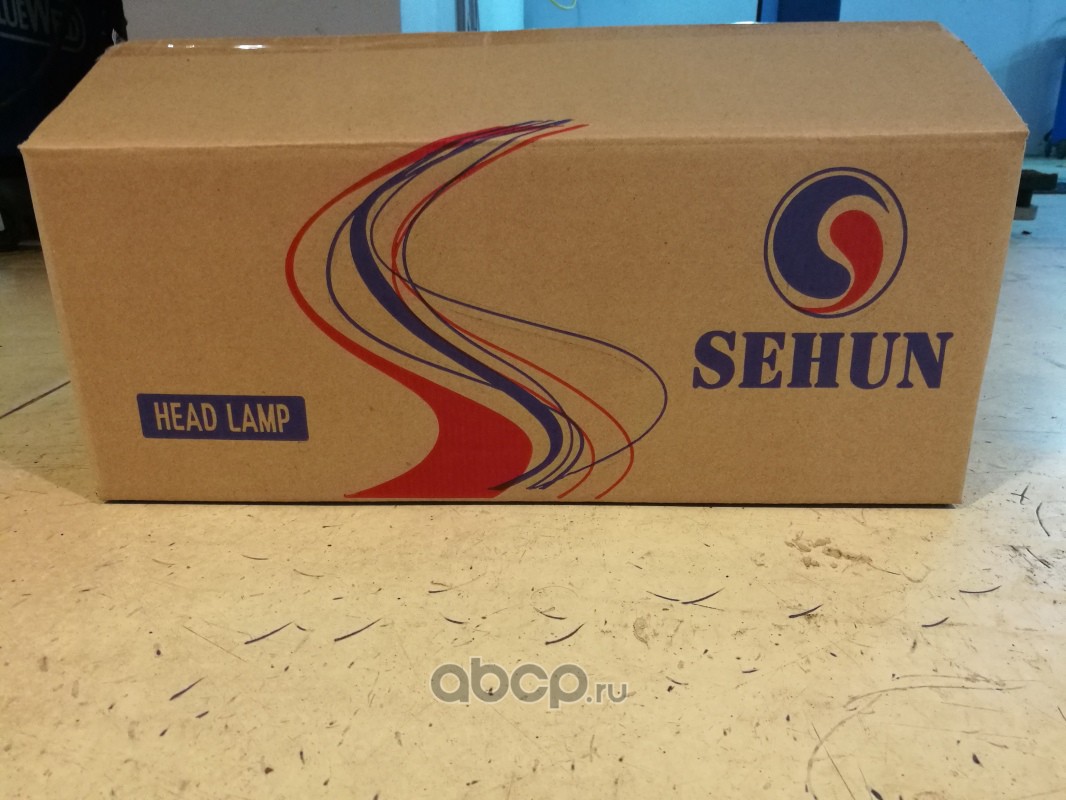 SEHUN
HEAD LAMP
abcp.ru